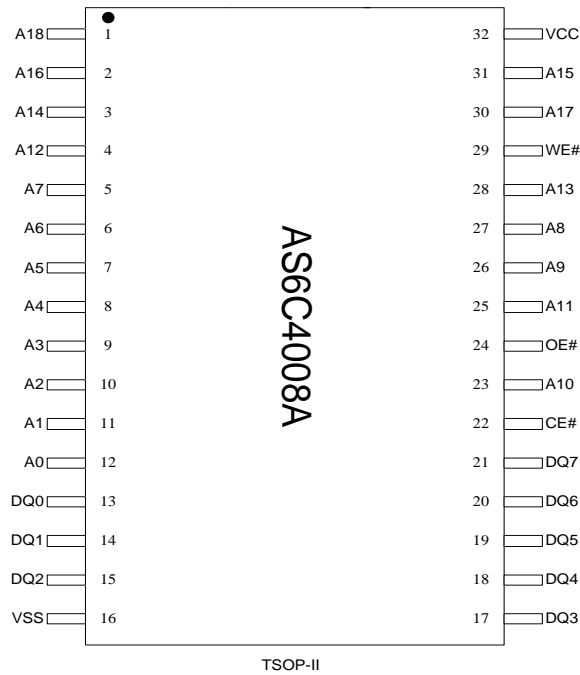 A18 1 32 VCC
A16 2 31 A15
A14 3 30 A17
A12 4 29 WE#
A7 5 28 A13
A6 6 27 A8
A5 7 26 A9
A4 8 25 A11
A3 9 24 OE#
A2 10 23 A10
A1 11 22 CE#
A0 12 21 DQ7
DQ0 13 20 DQ6
DQ1 14 19 DQ5
DQ2 15 18 DQ4
VSS 16 17 DQ3
AS6C4008A
TSOP-II